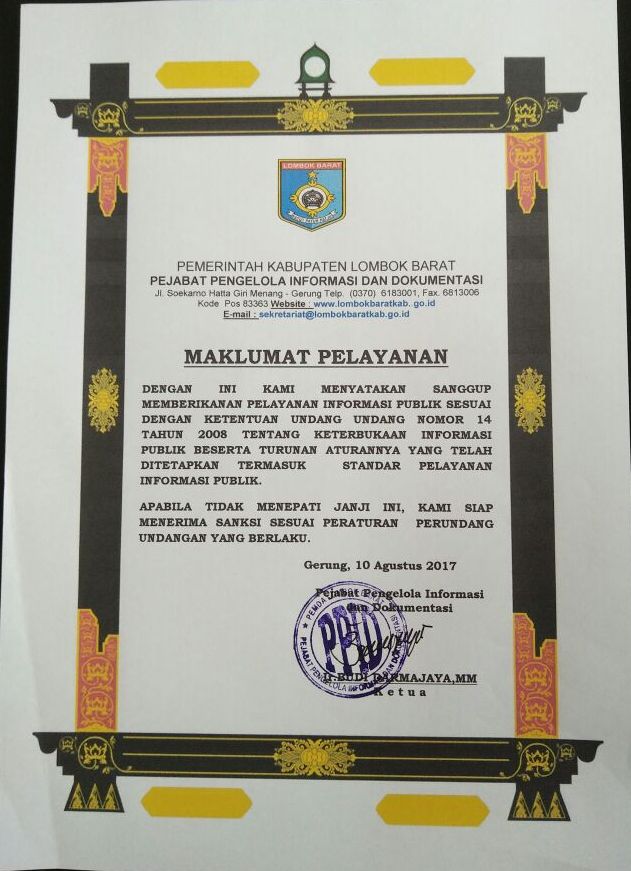 LOMBOK BARAT
PEMERINTAH KABUPATEN LOMBOK BARAT
PEJABAT PENGELOLA INFORMASI DAN DOKUMENTASI
Jl. Soekarno Hatta Giri Menang - Gerung Telp. (0370) 6183001, Fax. 6813006
Kode Pos 83363 Website : www.lombokbaratkab.go.id
E-mail : sekretariat@lombokbaratkab.go.id
MAKLUMAT PELAYANAN
DENGAN INI KAMI MENYATAKAN SANGGUP
MEMBERIKANAN PELAYANAN INFORMASI PUBLIK SESUAI
DENGAN KETENTUAN UNDANG UNDANG NOMOR 14
TAHUN 2008 TENTANG KETERBUKAAN INFORMASI
PUBLIK BESERTA TURUNAN ATURANNYA YANG TELAH
DITETAPKAN TERMASUK STANDAR PELAYANAN
INFORMASI PUBLIK.
APABILA TIDAK MENEPATI JANJI INI, KAMI SIAP
MENERIMA SANKSI SESUAI PERATURAN PERUNDANG
UNDANGAN YANG BERLAKU.
Gerung, 10 Agustus 2017
Pejabat Pengelola Informasi
dan Dokumentasi
PPID
PEJABAT PENGELOLA INFORMASI DAN DOKUMENTASI
Ir.BUDI DARMAJAYA,MM
Ketua